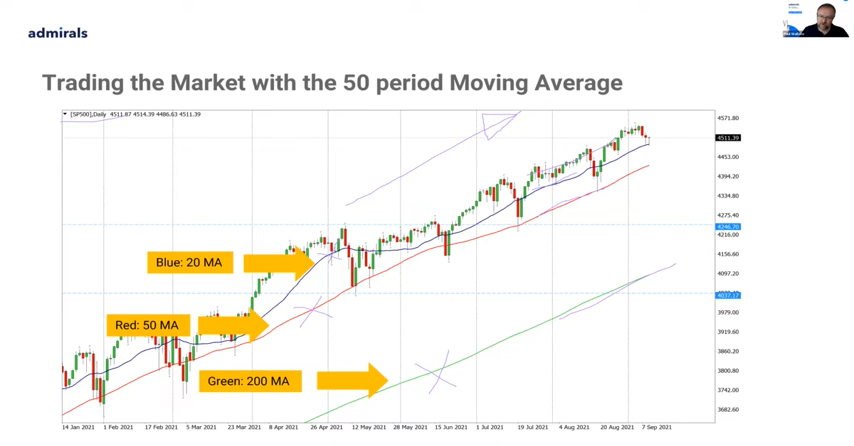 admirals
admirals
Trading the Market with the 50 period Moving Average
[SP500],Daily 4511.87 4514.39 4486.63 4511.39
4571.80
4511.39
4453.00
4394.20
4334.80
4275.40
4246.70
4216.00
4156.60
4097.20
4037.17
3979.00
3919.60
3860.20
3800.80
3742.00
3682.60
Blue: 20 MA
Red: 50 MA
Green: 200 MA
14 Jan 2021 1 Feb 2021 17 Feb 2021 5 Mar 2021 23 Mar 2021 8 Apr 2021 26 Apr 2021 12 May 2021 28 May 2021 15 Jun 2021 1 Jul 2021 19 Jul 2021 4 Aug 2021 20 Aug 2021 7 Sep 2021